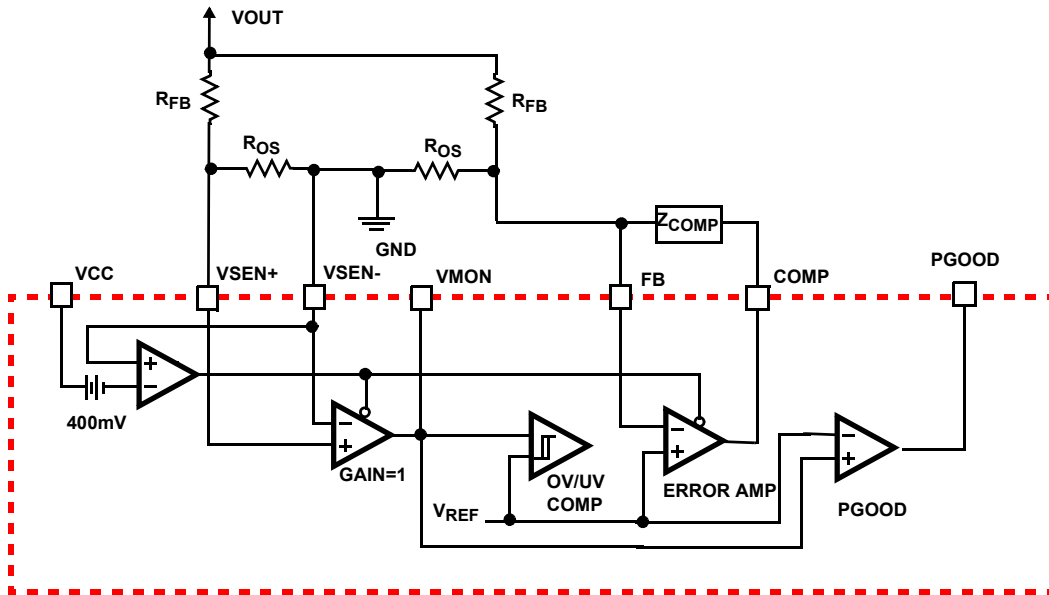 VOUT
RFB
RFB
ROS
ROS
ZCOMP
GND
VCC
VSEN+
VSEN-
VMON
FB
COMP
PGOOD
+
−
400mV
−
+
GAIN=1
OV/UV
COMP
−
+
ERROR AMP
−
+
PGOOD
VREF